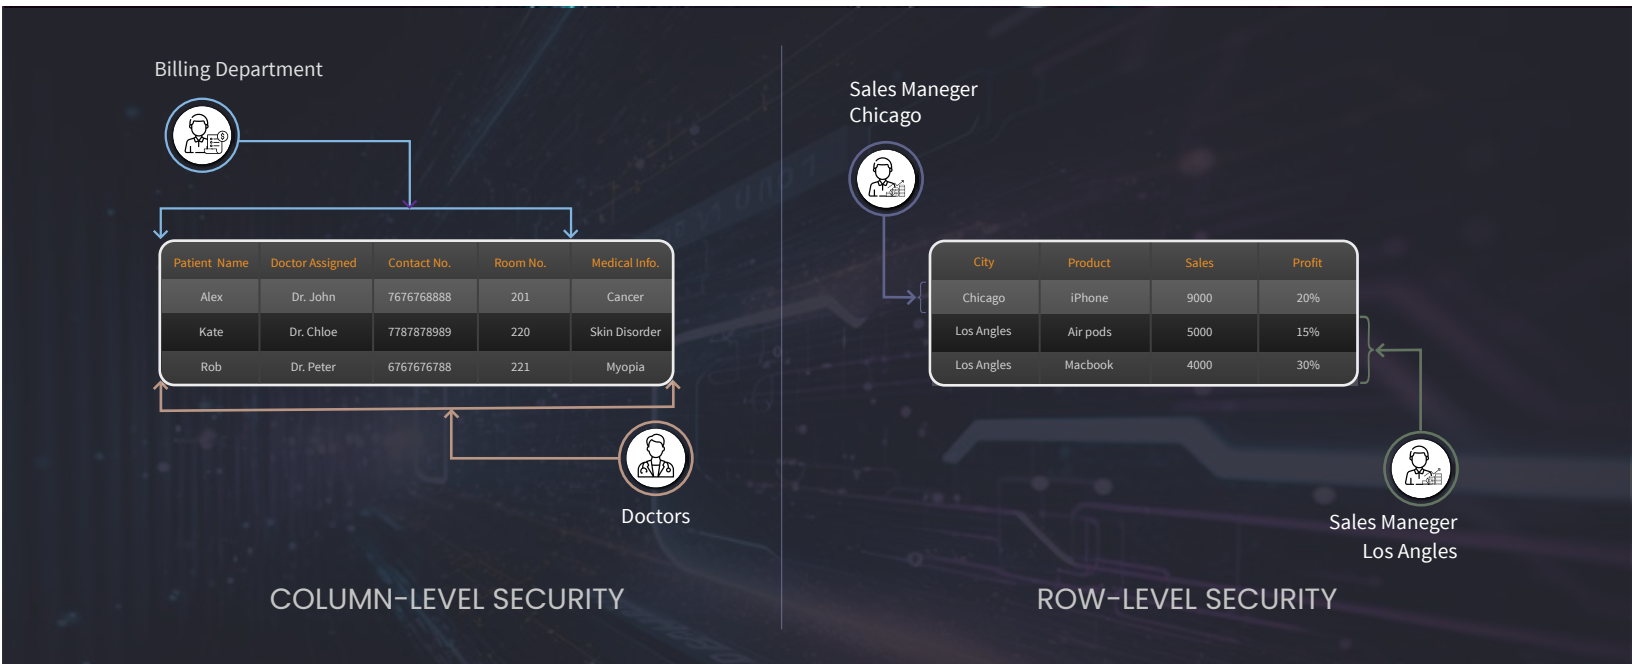 Billing Department
Patient Name Doctor Assigned Contact No. Room No. Medical Info.
Alex Dr. John 7676768888 201 Cancer
Kate Dr. Chloe 7787878989 220 Skin Disorder
Rob Dr. Peter 6767676788 221 Myopia
Doctors
COLUMN-LEVEL SECURITY
Sales Maneger
Chicago
City Product Sales Profit
Chicago iPhone 9000 20%
Los Angles Air pods 5000 15%
Los Angles Macbook 4000 30%
Sales Maneger
Los Angles
ROW-LEVEL SECURITY